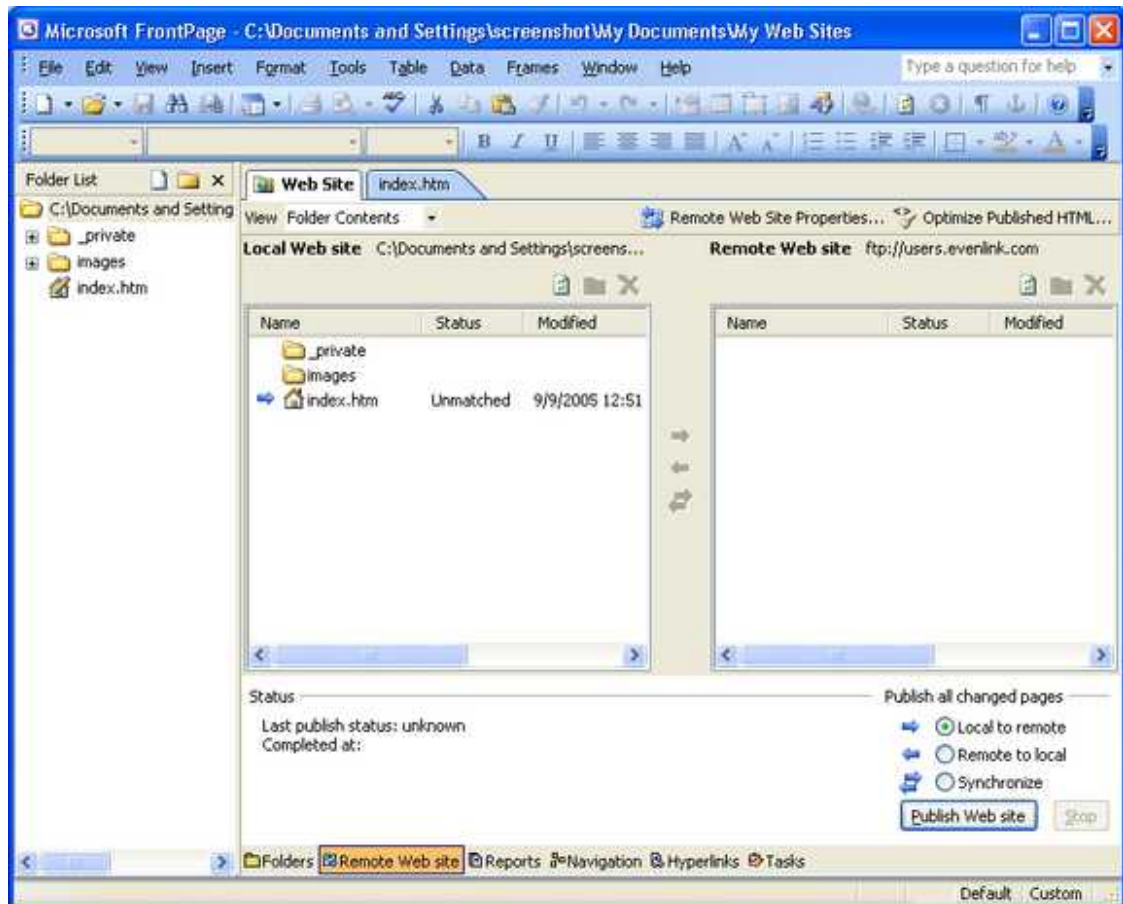 Microsoft FrontPage - C:\Documents and Settings\screenshot\My Documents\My Web Sites
File Edit View Insert Format Tools Table Data Frames Window Help Type a question for help
B I U
Folder List
Web Site index.htm
C:\Documents and Setting
_private
images
index.htm
View Folder Contents Remote Web Site Properties... Optimize Published HTML...
Local Web site C:\Documents and Settings\screens... Remote Web site ftp://users.evenlink.com
Name Status Modified Name Status Modified
_private
images
index.htm Unmatched 9/9/2005 12:51
Status Publish all changed pages
Last publish status: unknown
Completed at:
Local to remote
Remote to local
Synchronize
Publish Web site Stop
Folders Remote Web site Reports Navigation Hyperlinks Tasks
Default Custom